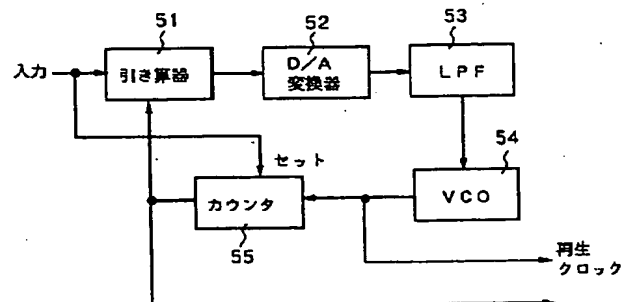 51
52
53
入力
引き算器
D/A
変換器
LPF
54
セット
カウンタ
VCO
55
再生
クロック